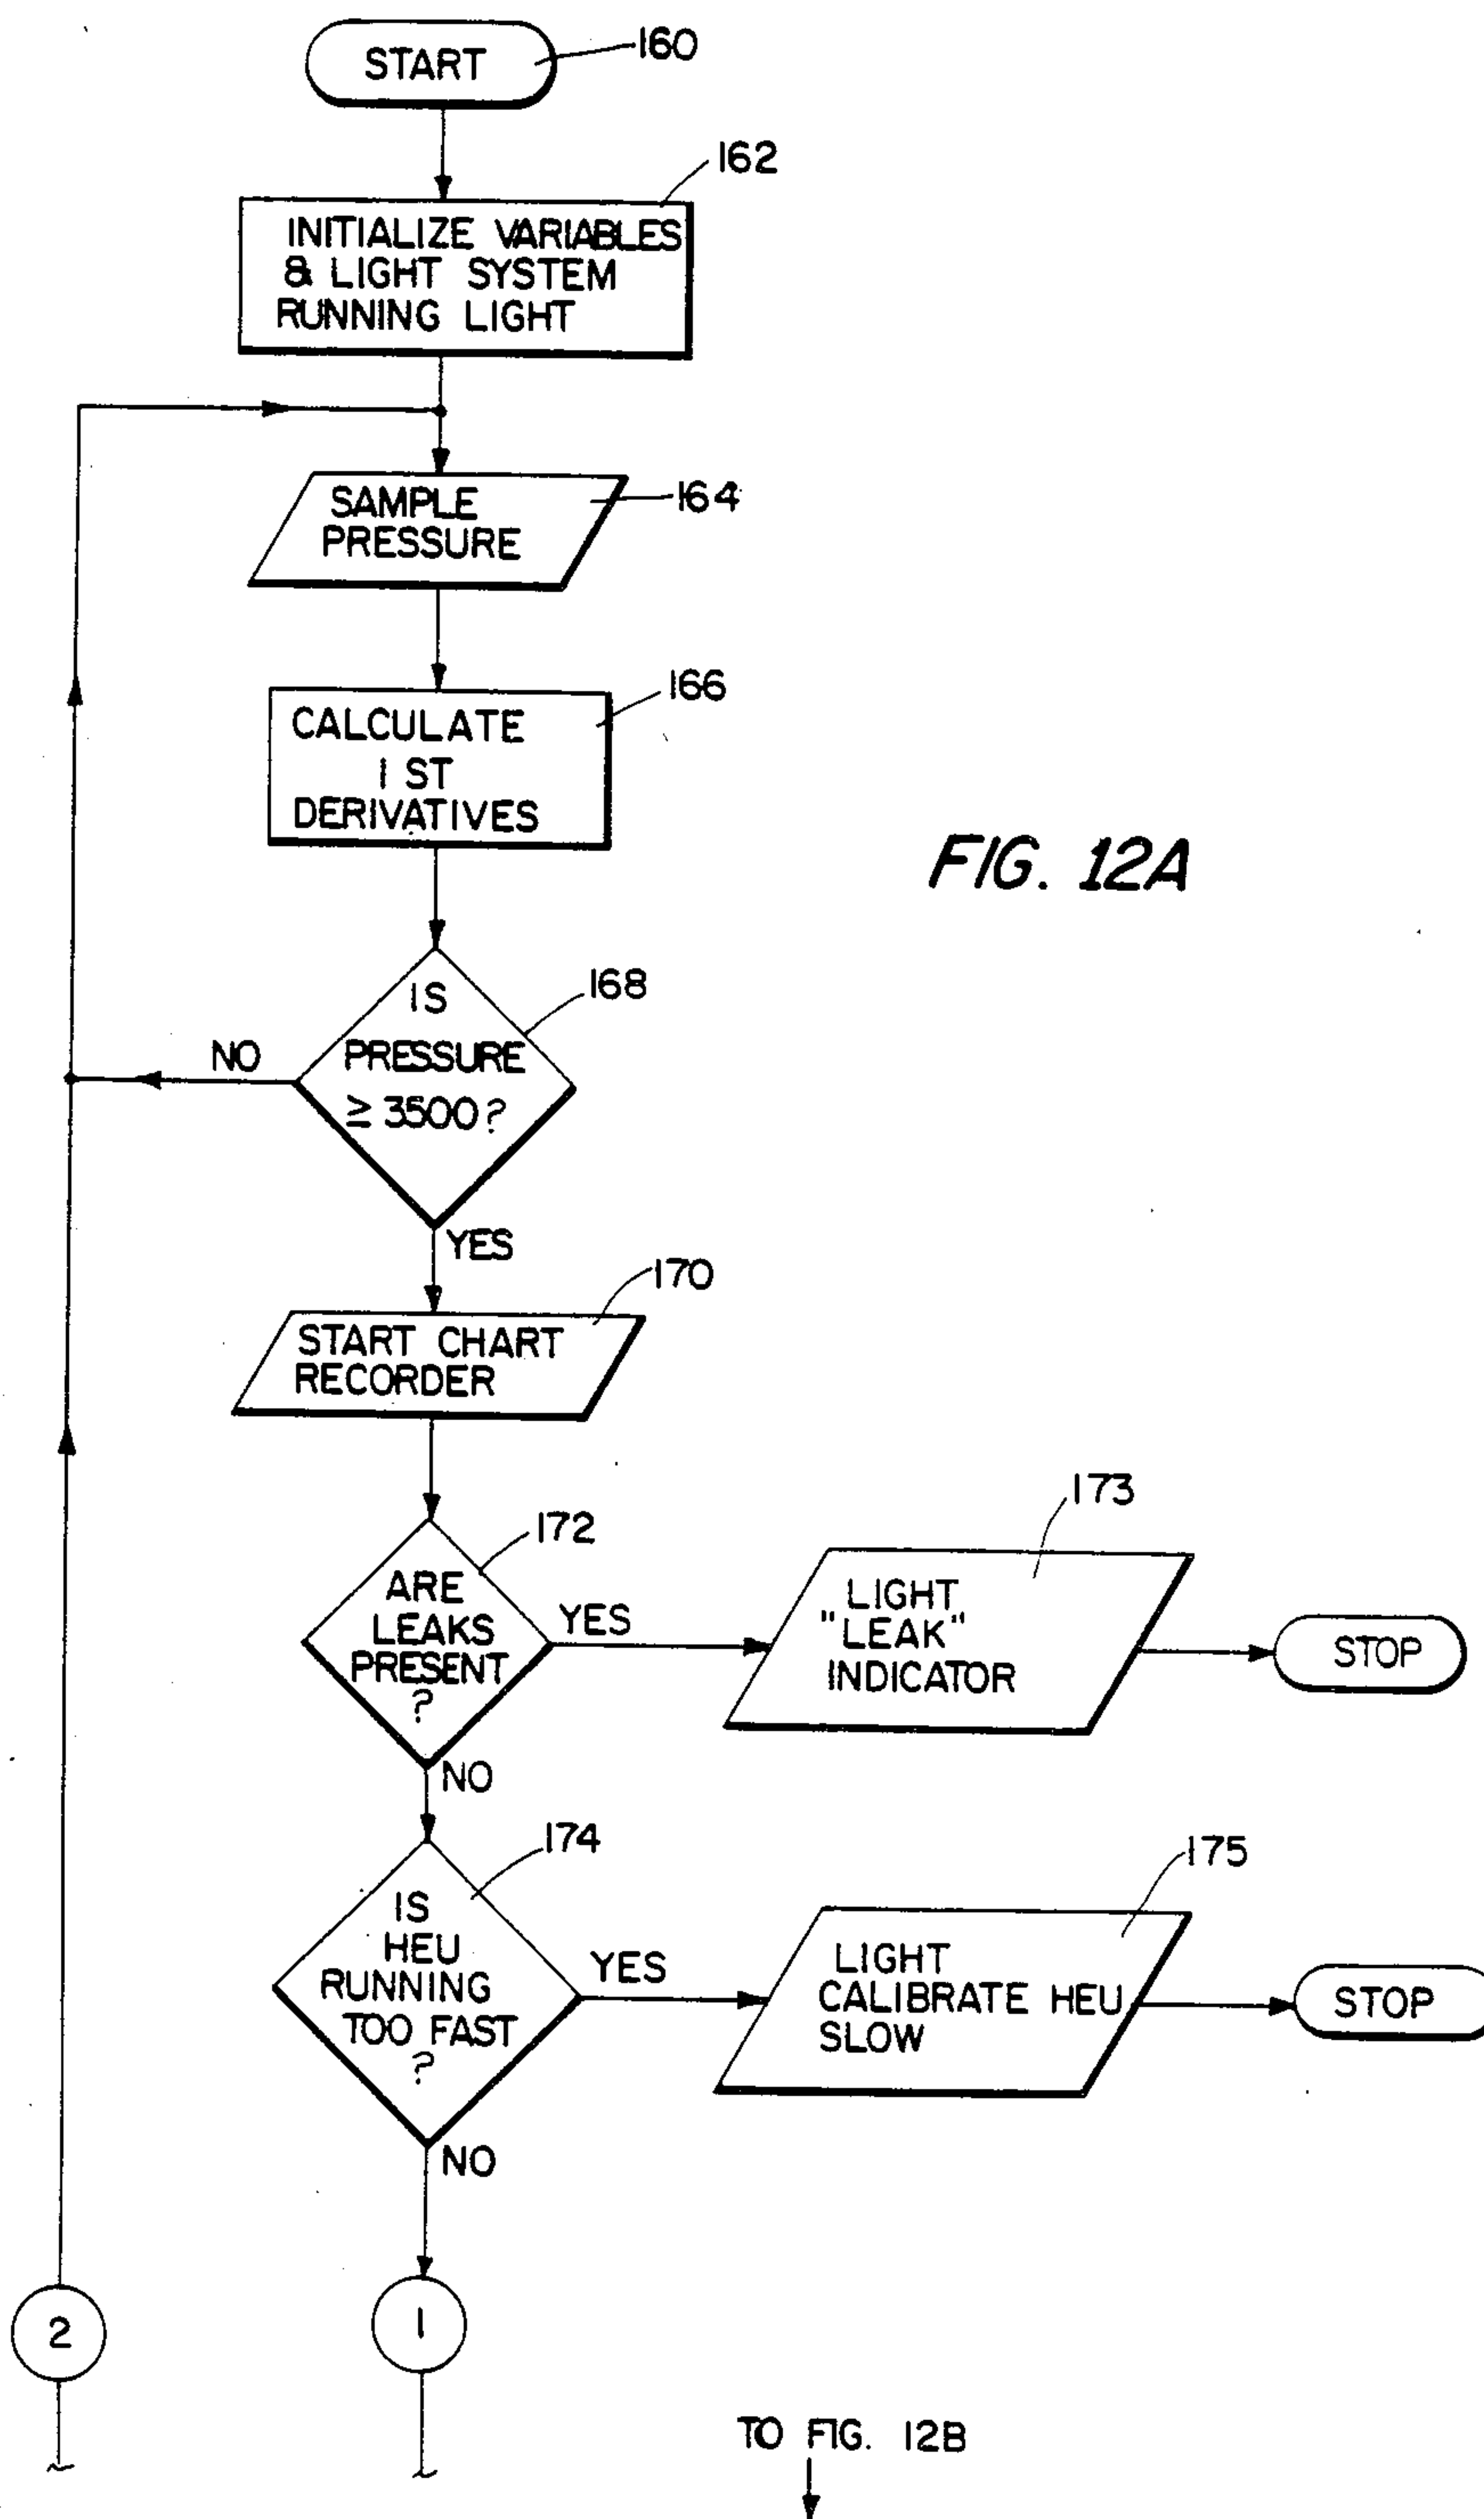 START
160
162
INITIALIZE VARIABLES
& LIGHT SYSTEM
RUNNING LIGHT
SAMPLE
PRESSURE
164
166
CALCULATE
1 ST
DERIVATIVES
FIG. 12A
168
IS
PRESSURE
≥ 3500?
NO
YES
170
START CHART
RECORDER
172
ARE
LEAKS
PRESENT
?
YES
173
LIGHT
"LEAK"
INDICATOR
STOP
NO
174
IS
HEU
RUNNING
TOO FAST
?
YES
175
LIGHT
CALIBRATE HEU
SLOW
STOP
NO
2
1
TO FIG. 12B